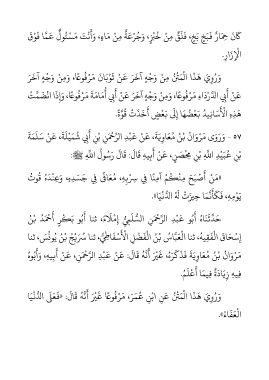 كَانَ حِمَارٌ فَبَخٍ بَخٍ، فِلَقٌ مِنْ خُبْزٍ، وَجُرْعَةٌ مِنْ مَاءٍ، وَأَنْتَ مَسْئُولٌ عَمَّا فَوْقَ
الْإِزَارِ.
وَرُوِيَ هَذَا الْمَتْنُ مِنْ وَجْهٍ آخَرَ عَنْ ثَوْبَانَ مَرْفُوعًا، وَمِنْ وَجْهٍ آخَرَ
عَنْ أَبِي الدَّرْدَاءِ مَرْفُوعًا، وَمِنْ وَجْهٍ آخَرَ عَنْ أَبِي أُمَامَةَ مَرْفُوعًا، وَإِذَا انْضَمَّتْ
هَذِهِ الْأَسَانِيدُ بَعْضُهَا إِلَى بَعْضٍ أَخَذَتْ قُوَّةً.
٥٧ - وَرَوَى مَرْوَانُ بْنُ مُعَاوِيَةَ، عَنْ عَبْدِ الرَّحْمَنِ بْنِ أَبِي شُمَيْلَةَ، عَنْ سَلَمَةَ
بْنِ عُبَيْدِ اللَّهِ بْنِ مِحْصَنٍ، عَنْ أَبِيهِ قَالَ: قَالَ رَسُولُ اللَّهِ ﷺ:
«مَنْ أَصْبَحَ مِنْكُمْ آمِنًا فِي سِرْبِهِ، مُعَافًى فِي جَسَدِهِ، وَعِنْدَهُ قُوتُ
يَوْمِهِ، فَكَأَنَّمَا حِيزَتْ لَهُ الدُّنْيَا».
حَدَّثَنَاهُ أَبُو عَبْدِ الرَّحْمَنِ السُّلَمِيُّ إِمْلَاءً، ثنا أَبُو بَكْرٍ أَحْمَدُ بْنُ
إِسْحَاقَ الْفَقِيهُ، ثنا الْعَبَّاسُ بْنُ الْفَضْلِ الْأَسْفَاطِيُّ، ثنا سُرَيْجُ بْنُ يُونُسَ، ثنا
مَرْوَانُ بْنُ مُعَاوِيَةَ فَذَكَرَهُ، غَيْرَ أَنَّهُ قَالَ: عَنْ عَبْدِ الرَّحْمَنِ، عَنْ أَبِيهِ، وَأَبُوهُ
فِيهِ زِيَادَةٌ فِيمَا أَعْلَمُ.
وَرُوِيَ هَذَا الْمَتْنُ عَنِ ابْنِ عُمَرَ، مَرْفُوعًا غَيْرَ أَنَّهُ قَالَ: «فَعَلَى الدُّنْيَا
الْعَفَاءُ».